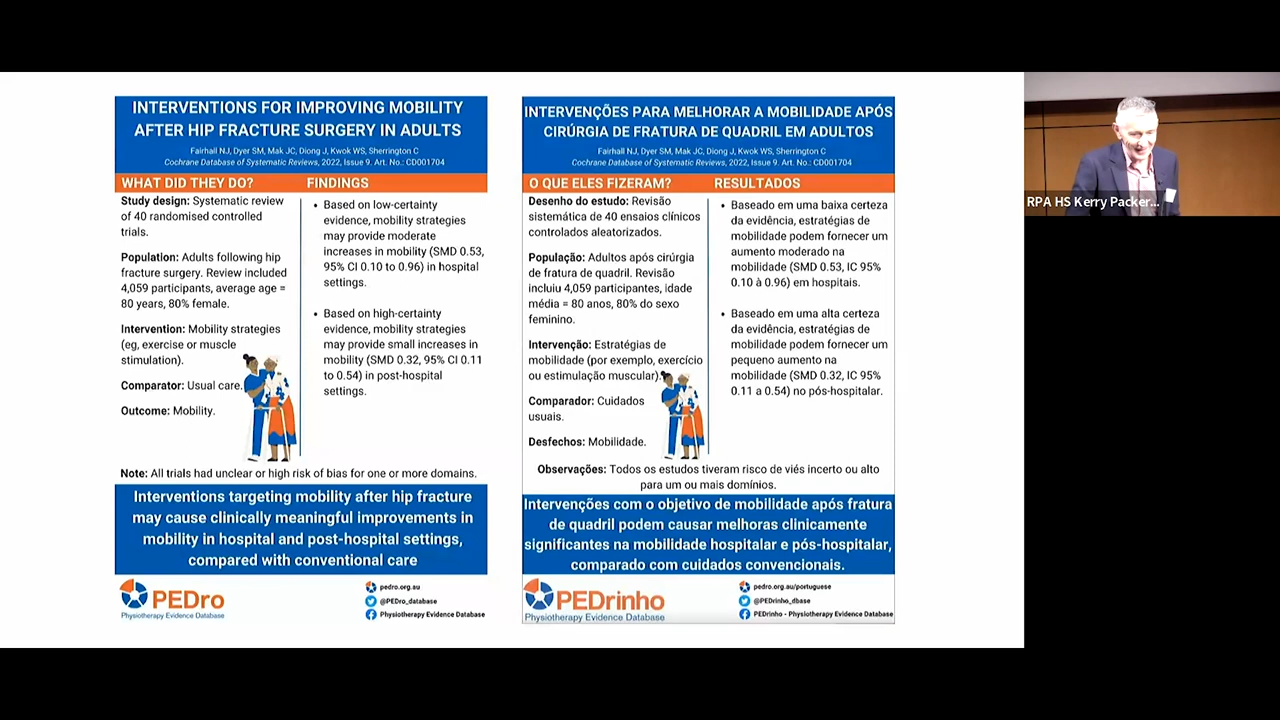 INTERVENTIONS FOR IMPROVING MOBILITY
AFTER HIP FRACTURE SURGERY IN ADULTS
Fairhall NJ, Dyer SM, Mak JC, Diong J, Kwok WS, Sherrington C
Cochrane Database of Systematic Reviews, 2022, Issue 9. Art. No.: CD001704
WHAT DID THEY DO?
Study design: Systematic review
of 40 randomised controlled
trials.
Population: Adults following hip
fracture surgery. Review included
4,059 participants, average age =
80 years, 80% female.
Intervention: Mobility strategies
(eg, exercise or muscle
stimulation).
Comparator: Usual care.
Outcome: Mobility.
FINDINGS
• Based on low-certainty
evidence, mobility strategies
may provide moderate
increases in mobility (SMD 0.53,
95% CI 0.10 to 0.96) in hospital
settings.
• Based on high-certainty
evidence, mobility strategies
may provide small increases in
mobility (SMD 0.32, 95% CI 0.11
to 0.54) in post-hospital
settings.
Note: All trials had unclear or high risk of bias for one or more domains.
Interventions targeting mobility after hip fracture
may cause clinically meaningful improvements in
mobility in hospital and post-hospital settings,
compared with conventional care
PEDro
Physiotherapy Evidence Database
pedro.org.au
@PEDro_database
Physiotherapy Evidence Database
INTERVENÇÕES PARA MELHORAR A MOBILIDADE APÓS
CIRÚRGIA DE FRATURA DE QUADRIL EM ADULTOS
Fairhall NJ, Dyer SM, Mak JC, Diong J, Kwok WS, Sherrington C
Cochrane Database of Systematic Reviews, 2022, Issue 9. Art. No.: CD001704
O QUE ELES FIZERAM?
Desenho do estudo: Revisão
sistemática de 40 ensaios clínicos
controlados aleatorizados.
População: Adultos após cirúrgia
de fratura de quadril. Revisão
incluiu 4,059 participantes, idade
média = 80 anos, 80% do sexo
feminino.
Intervenção: Estratégias de
mobilidade (por exemplo, exercício
ou estimulação muscular).
Comparador: Cuidados
usuais.
Desfechos: Mobilidade.
RESULTADOS
• Baseado em uma baixa certeza
da evidência, estratégias de
mobilidade podem fornecer um
aumento moderado na
mobilidade (SMD 0.53, IC 95%
0.10 à 0.96) em hospitais.
• Baseado em uma alta certeza
da evidência, estratégias de
mobilidade podem fornecer um
pequeno aumento na
mobilidade (SMD 0.32, IC 95%
0.11 a 0.54) no pós-hospitalar.
Observações: Todos os estudos tiveram risco de viés incerto ou alto
para um ou mais domínios.
Intervenções com o objetivo de mobilidade após fratura
de quadril podem causar melhoras clinicamente
significantes na mobilidade hospitalar e pós-hospitalar,
comparado com cuidados convencionais.
PEDrinho
Physiotherapy Evidence Database
pedro.org.au/portuguese
@PEDrinho_dbase
PEDrinho - Physiotherapy Evidence Database
RPA HS Kerry Packer...